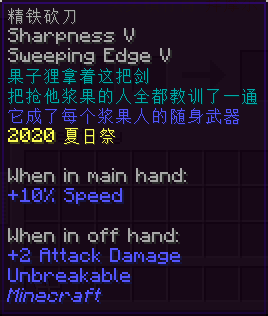 精铁砍刀
Sharpness V
Sweeping Edge V
果子狸拿着这把剑
把抢他浆果的人全都教训了一通
它成了每个浆果人的随身武器
2020 夏日祭
When in main hand:
+10% Speed
When in off hand:
+2 Attack Damage
Unbreakable
Minecraft